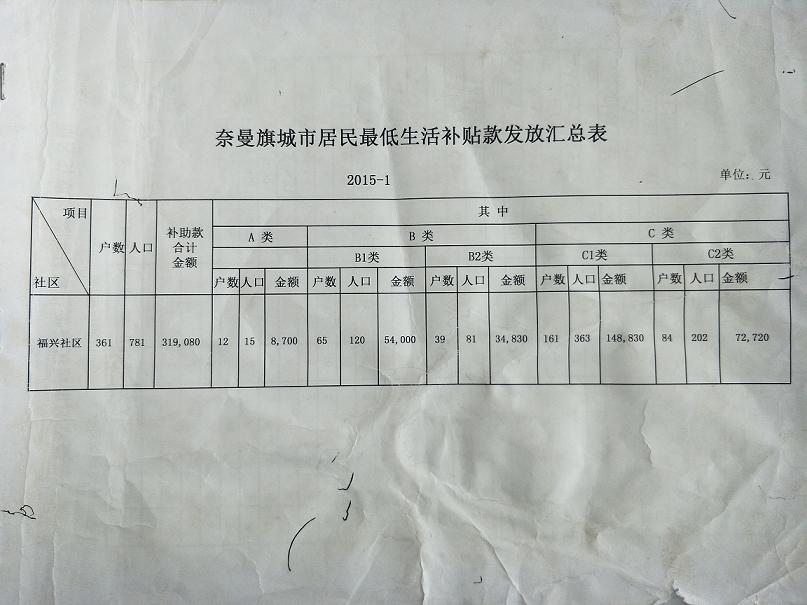 奈曼旗城市居民最低生活补贴款发放汇总表
2015-1 单位：元
项目 社区 户数 人口 补助款合计金额 其中
A 类 B 类 C 类
B1类 B2类 C1类 C2类
户数 人口 金额 户数 人口 金额 户数 人口 金额 户数 人口 金额 户数 人口 金额
福兴社区 361 781 319,080 12 15 8,700 65 120 54,000 39 81 34,830 161 363 148,830 84 202 72,720